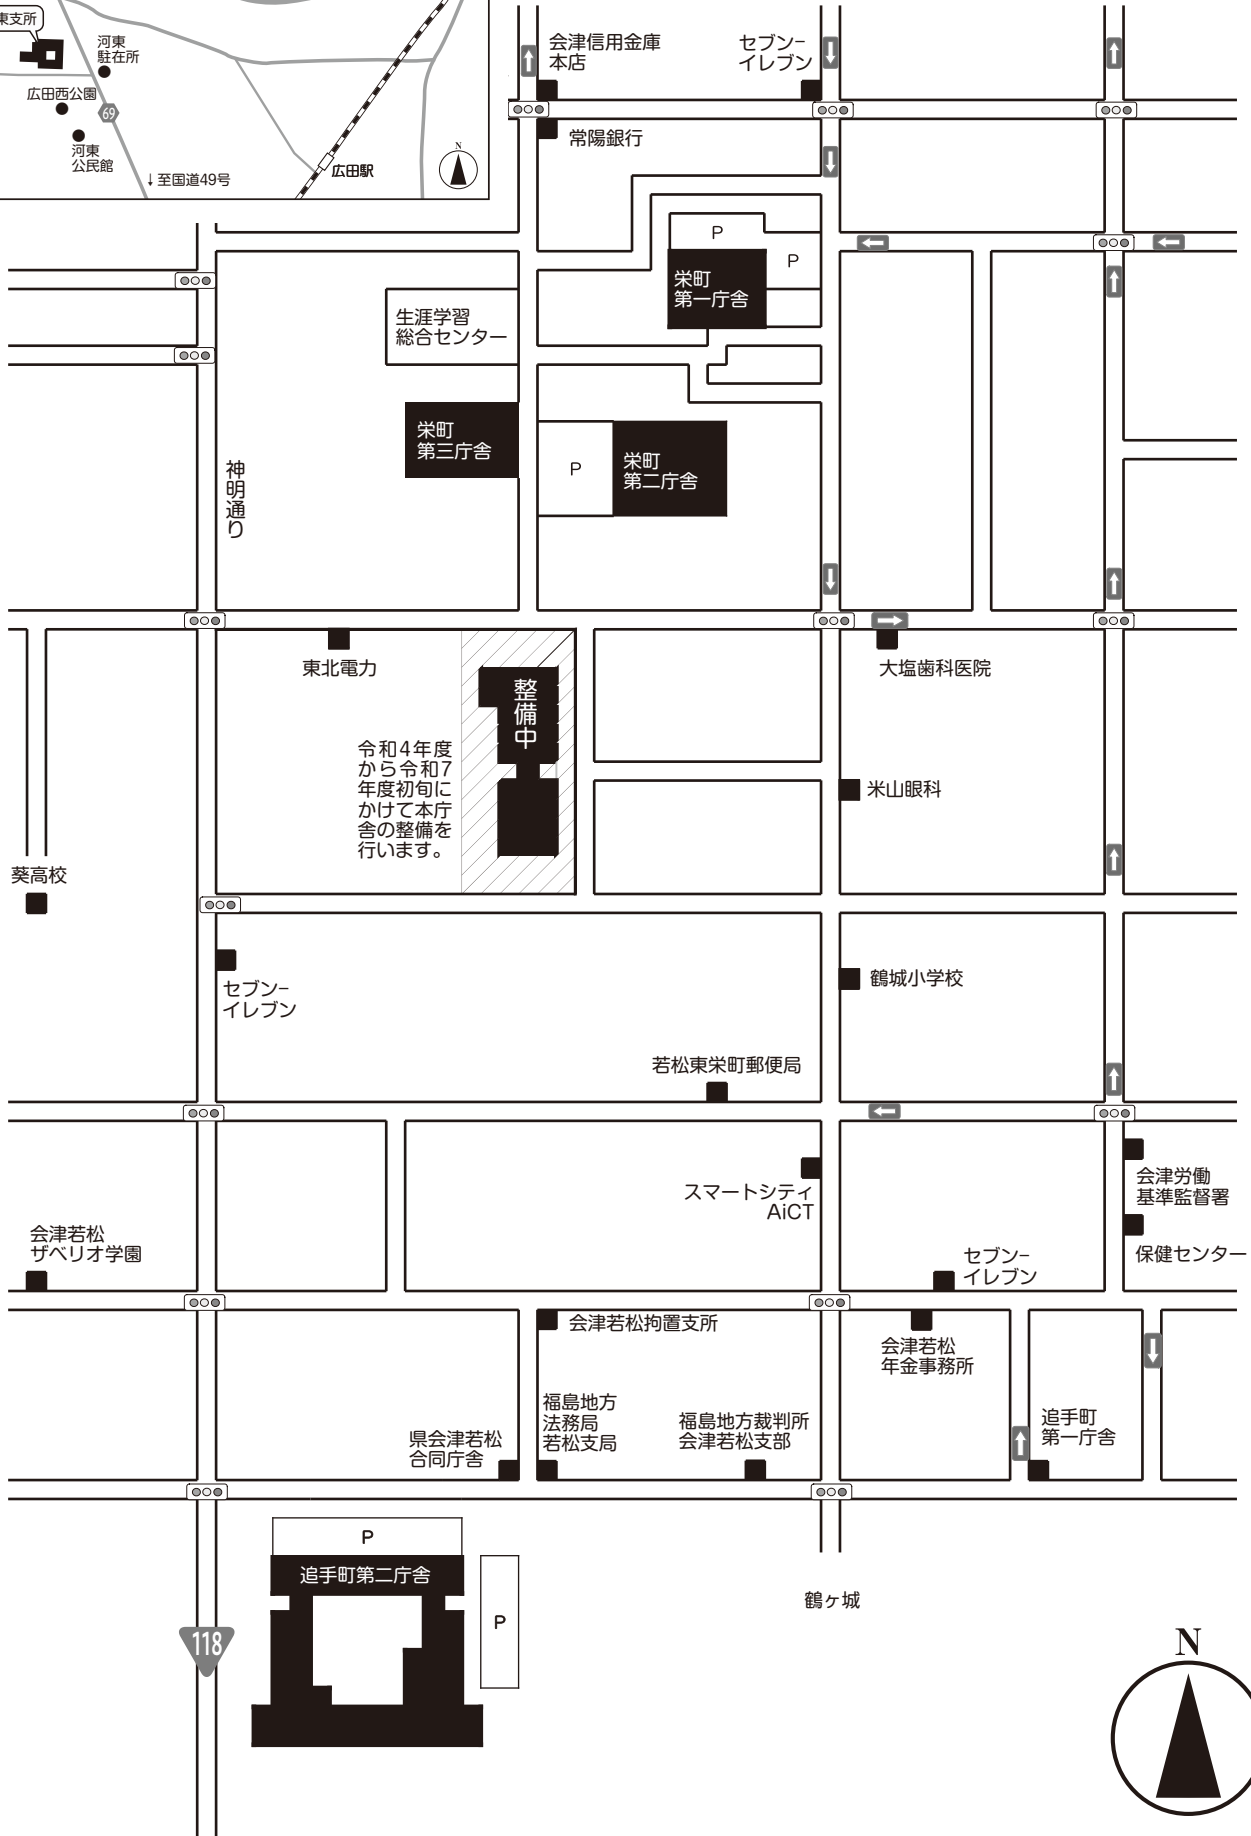 東支所
河東
駐在所
広田西公園
69
河東
公民館
↓至国道49号
広田駅
N
会津信用金庫
本店
セブン-
イレブン
常陽銀行
P
P
栄町
第一庁舎
生涯学習
総合センター
栄町
第三庁舎
P
栄町
第二庁舎
神明通り
東北電力
整備中
大塩歯科医院
令和4年度
から令和7
年度初旬に
かけて本庁
舎の整備を
行います。
米山眼科
葵高校
セブン-
イレブン
鶴城小学校
若松東栄町郵便局
スマートシティ
AiCT
会津労働
基準監督署
保健センター
会津若松
ザベリオ学園
セブン-
イレブン
会津若松拘置支所
会津若松
年金事務所
福島地方
法務局
若松支局
福島地方裁判所
会津若松支部
県会津若松
合同庁舎
追手町
第一庁舎
P
追手町第二庁舎
P
鶴ヶ城
118
N